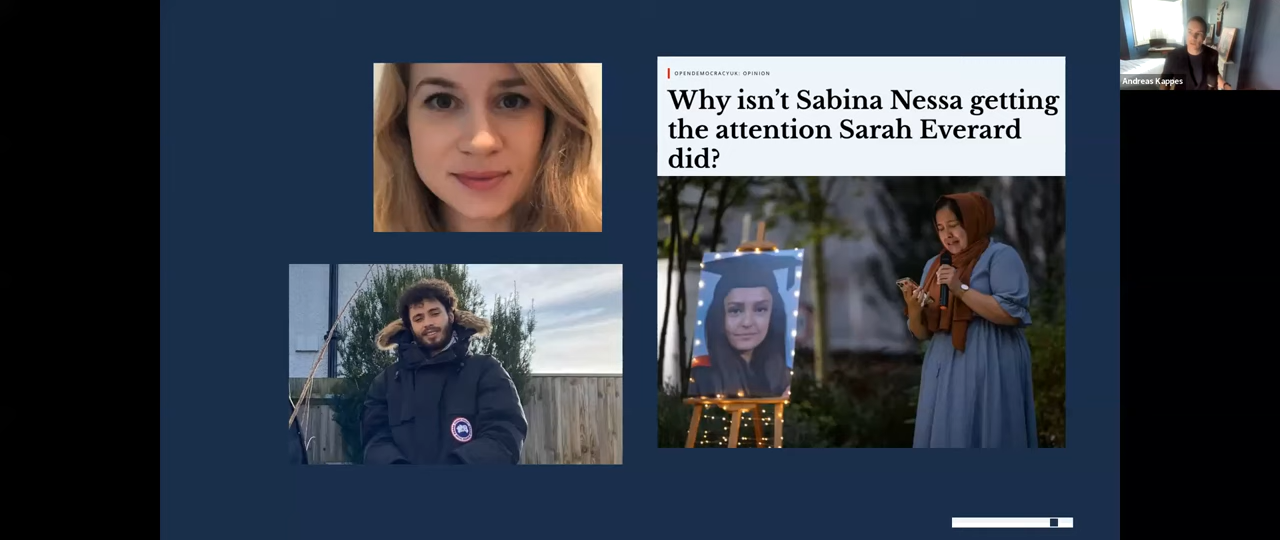 OPENDEMOCRACYUK: OPINION
Why isn’t Sabina Nessa getting
the attention Sarah Everard
did?
Andreas Kappes